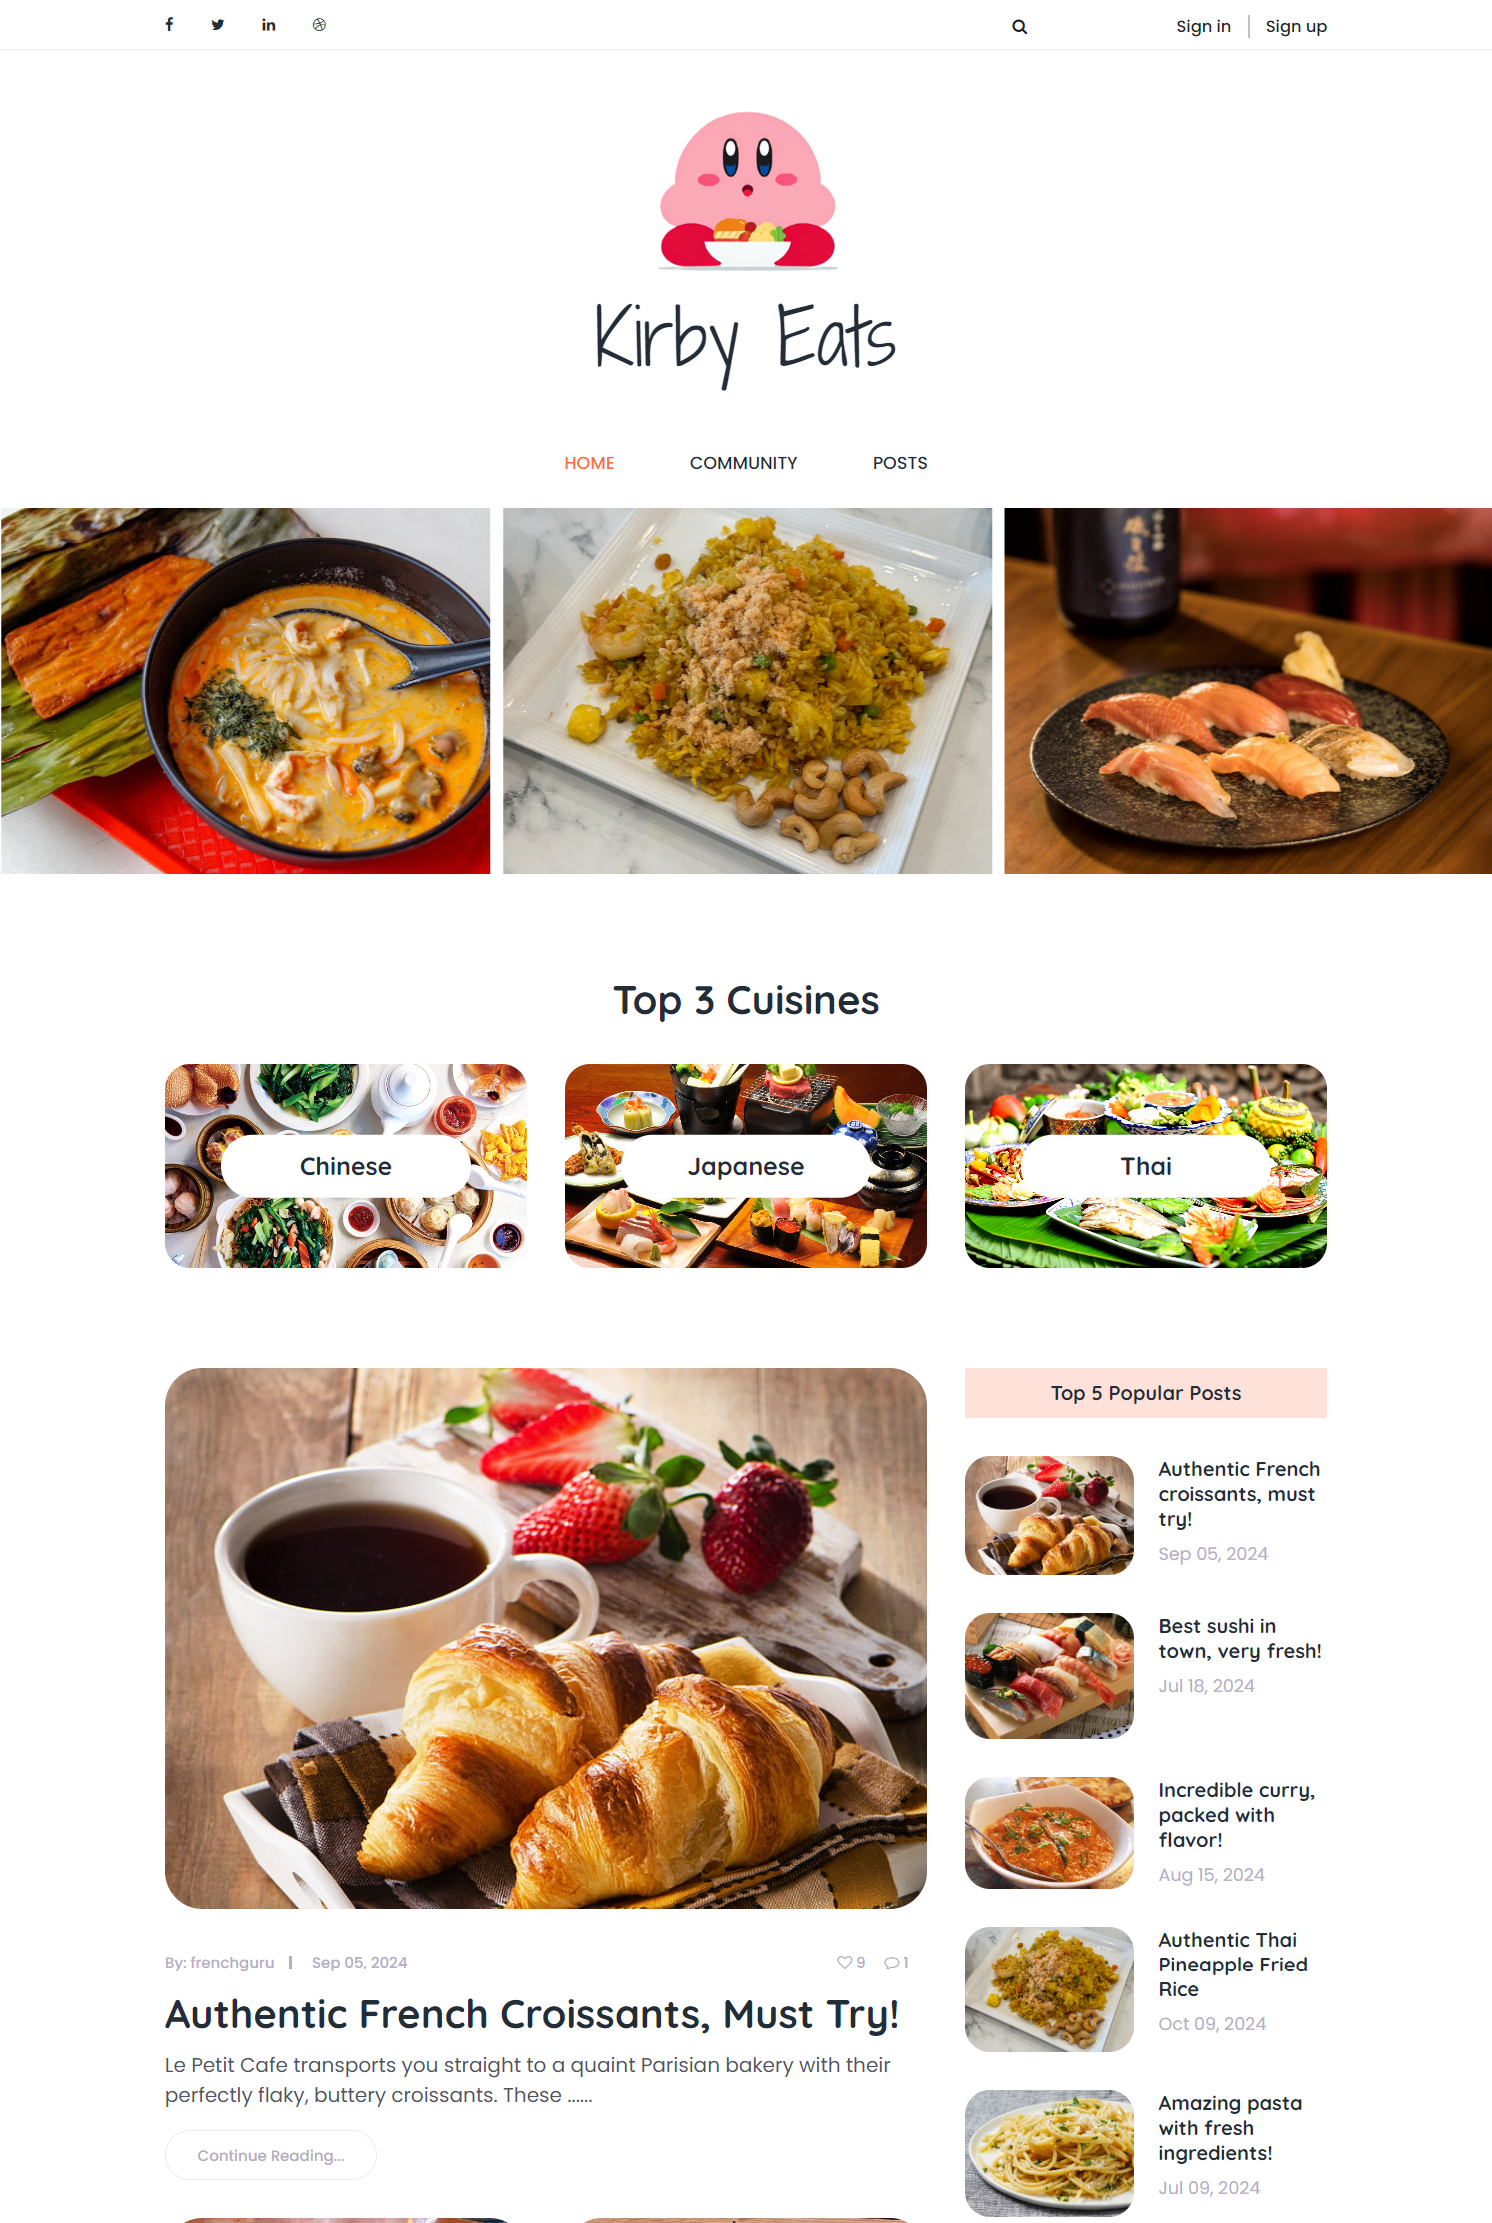 Sign in
Sign up
Kirby Eats
HOME
COMMUNITY
POSTS
Top 3 Cuisines
Chinese
Japanese
Thai
Top 5 Popular Posts
Authentic French
croissants, must
try!
Sep 05, 2024
Best sushi in
town, very fresh!
Jul 18, 2024
Incredible curry,
packed with
flavor!
Aug 15, 2024
Authentic Thai
Pineapple Fried
Rice
Oct 09, 2024
Amazing pasta
with fresh
ingredients!
Jul 09, 2024
By: frenchguru | Sep 05, 2024
9 1
Authentic French Croissants, Must Try!
Le Petit Cafe transports you straight to a quaint Parisian bakery with their
perfectly flaky, buttery croissants. These ......
Continue Reading...